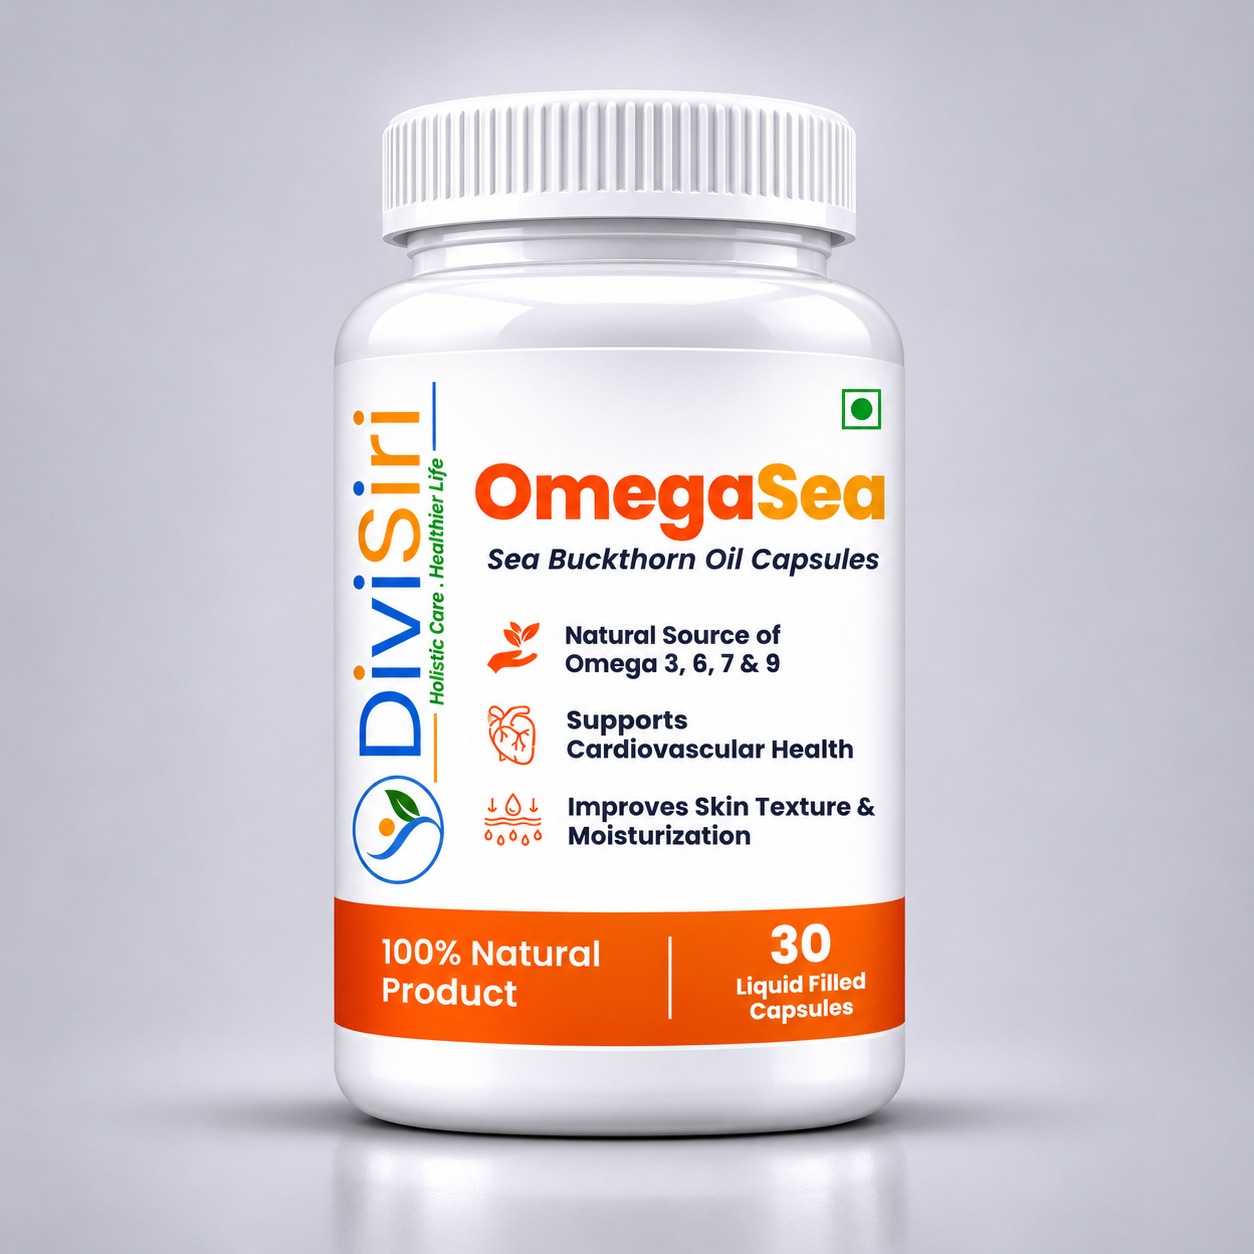 DiviSiri
Holistic Care . Healthier Life
OmegaSea
Sea Buckthorn Oil Capsules
Natural Source of
Omega 3, 6, 7 & 9
Supports
Cardiovascular Health
Improves Skin Texture &
Moisturization
100% Natural
Product
30
Liquid Filled
Capsules